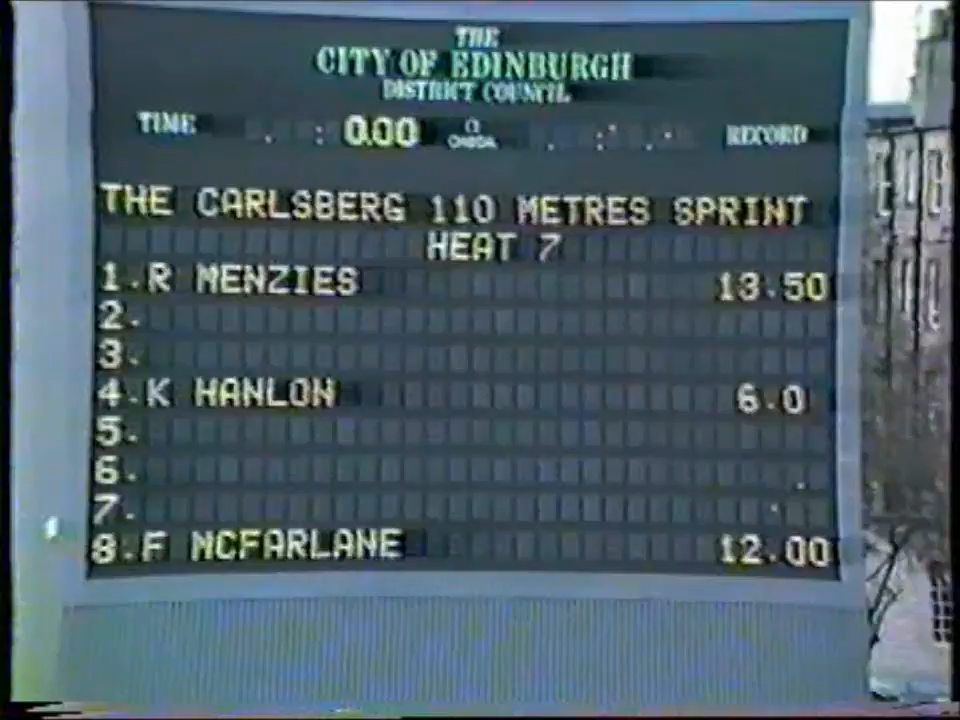 THE
CITY OF EDINBURGH
DISTRICT COUNCIL
TIME : 0.00 Ω OMEGA : RECORD
THE CARLSBERG 110 METRES SPRINT
HEAT 7
1.R MENZIES 13.50
2.
3.
4.K HANLON 6.0
5.
6.
7.
8.F MCFARLANE 12.00